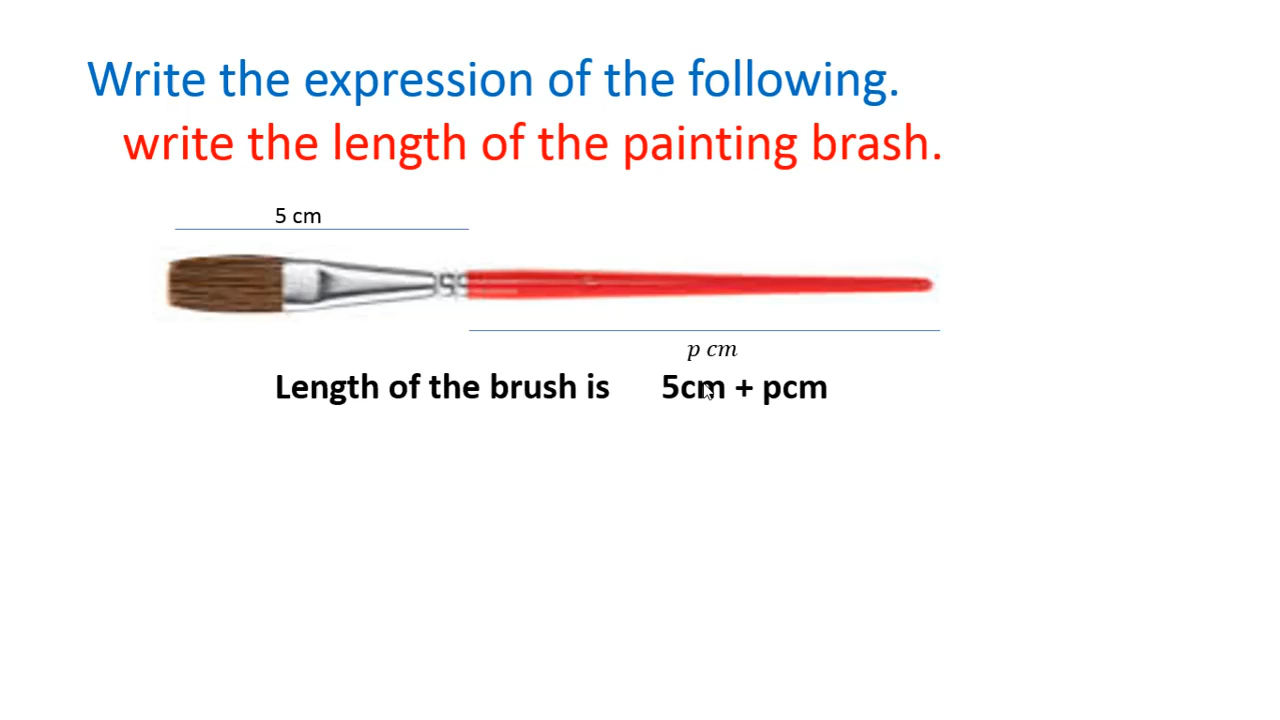 Write the expression of the following.
write the length of the painting brash.
5 cm
p cm
Length of the brush is 5cm + pcm